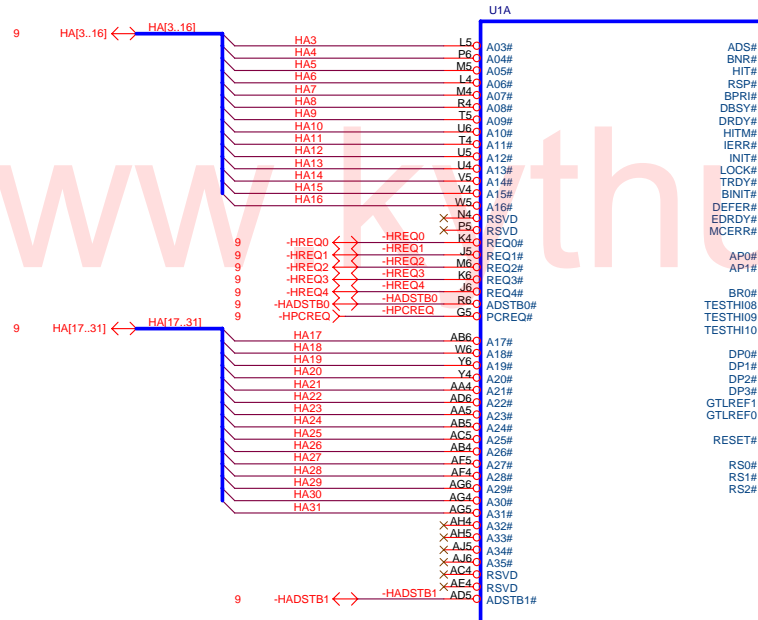 U1A
9 HA[3..16] HA[3..16]
HA3 L5 A03# ADS#
HA4 P6 A04# BNR#
HA5 M5 A05# HIT#
HA6 L4 A06# RSP#
HA7 M4 A07# BPRI#
HA8 R4 A08# DBSY#
HA9 T5 A09# DRDY#
HA10 U6 A10# HITM#
HA11 T4 A11# IERR#
HA12 U5 A12# INIT#
HA13 U4 A13# LOCK#
HA14 V5 A14# TRDY#
HA15 V4 A15# BINIT#
HA16 W5 A16# DEFER#
N4 RSVD EDRDY#
P5 RSVD MCERR#
9 -HREQ0 -HREQ0 K4 REQ0#
9 -HREQ1 -HREQ1 J5 REQ1# AP0#
9 -HREQ2 -HREQ2 M6 REQ2# AP1#
9 -HREQ3 -HREQ3 K6 REQ3#
9 -HREQ4 -HREQ4 J6 REQ4# BR0#
9 -HADSTB0 -HADSTB0 R6 ADSTB0# TESTHI08
9 -HPCREQ -HPCREQ G5 PCREQ# TESTHI09
9 HA[17..31] HA[17..31] TESTHI10
HA17 AB6 A17#
HA18 W6 A18# DP0#
HA19 Y6 A19# DP1#
HA20 Y4 A20# DP2#
HA21 AA4 A21# DP3#
HA22 AD6 A22# GTLREF1
HA23 AA5 A23# GTLREF0
HA24 AB5 A24#
HA25 AC5 A25# RESET#
HA26 AB4 A26#
HA27 AF5 A27# RS0#
HA28 AF4 A28# RS1#
HA29 AG6 A29# RS2#
HA30 AG4 A30#
HA31 AG5 A31#
AH4 A32#
AH5 A33#
AJ5 A34#
AJ6 A35#
AC4 RSVD
AE4 RSVD
9 -HADSTB1 -HADSTB1 AD5 ADSTB1#
ww kythu